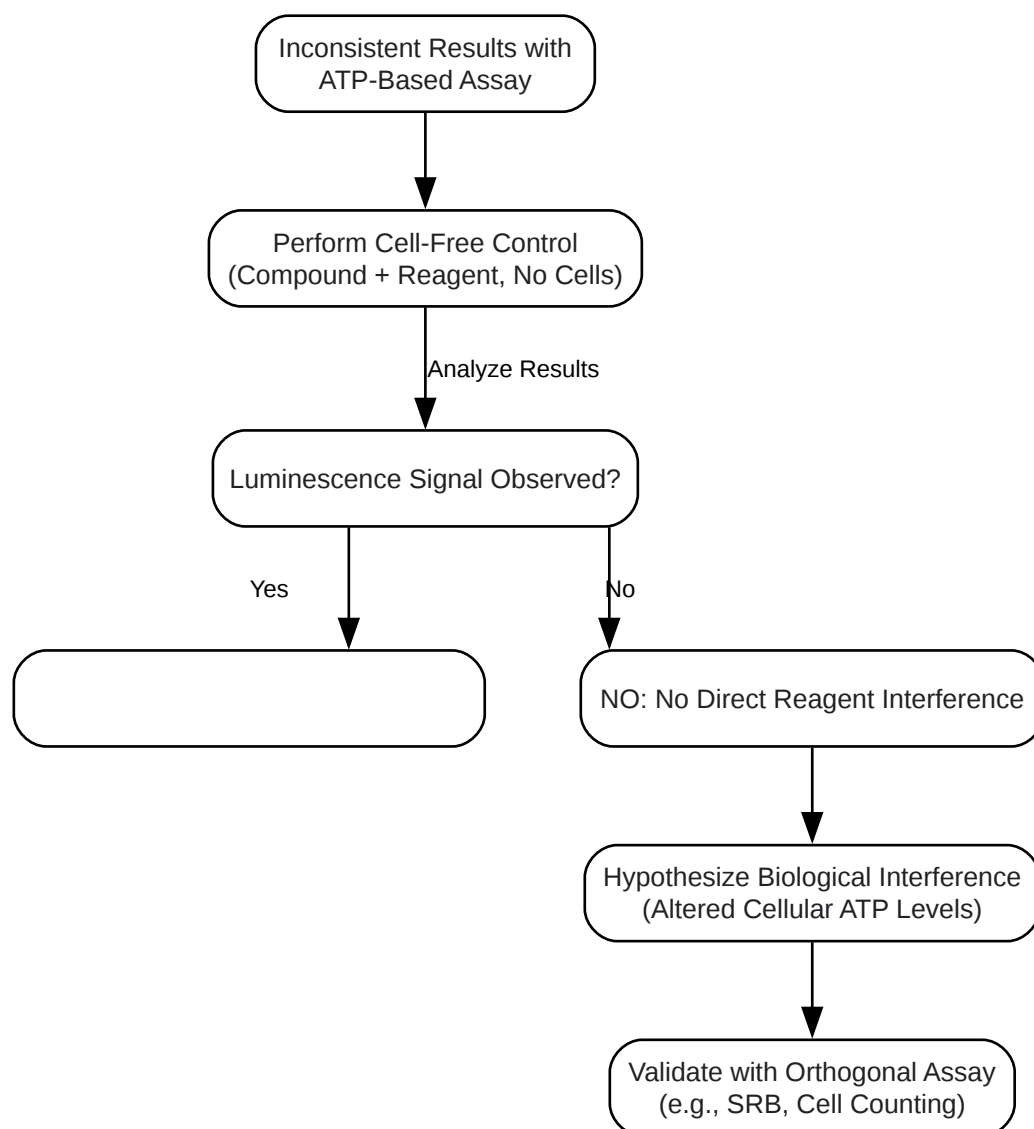 Inconsistent Results with
ATP-Based Assay
Perform Cell-Free Control
(Compound + Reagent, No Cells)
Analyze Results
Luminescence Signal Observed?
Yes
No
NO: No Direct Reagent Interference
Hypothesize Biological Interference
(Altered Cellular ATP Levels)
Validate with Orthogonal Assay
(e.g., SRB, Cell Counting)